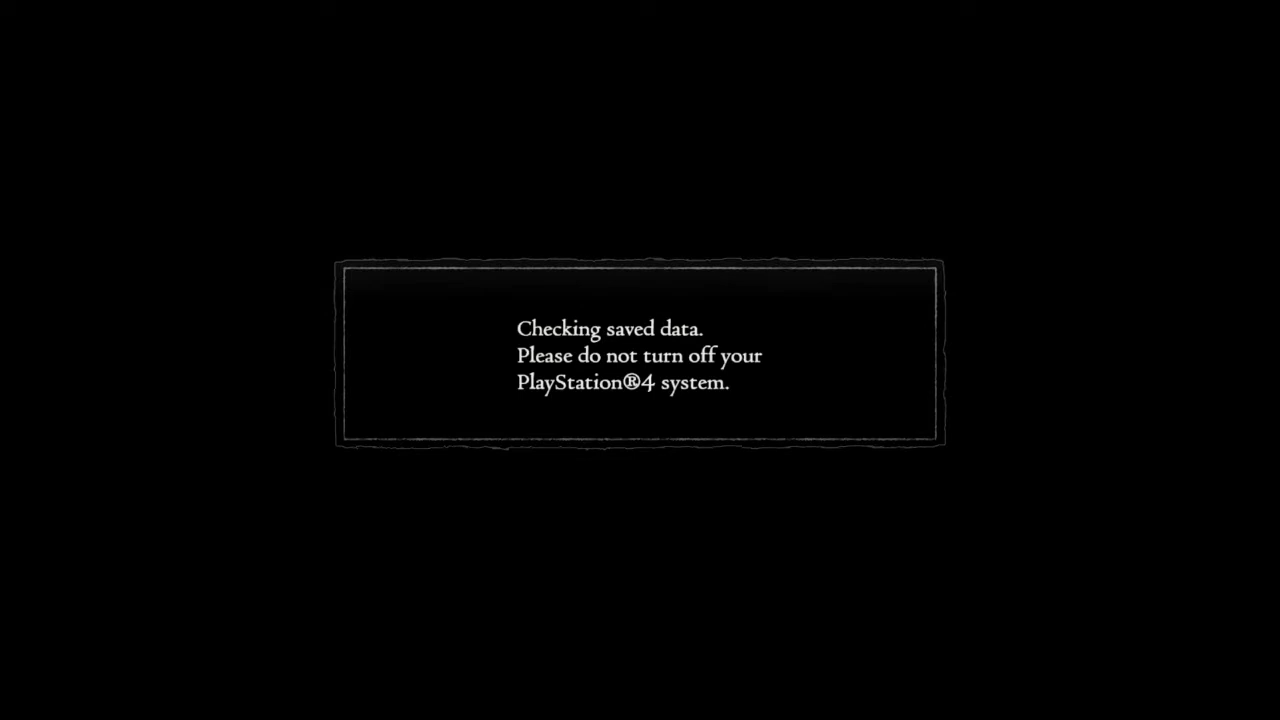 Checking saved data.
Please do not turn off your
PlayStation®4 system.